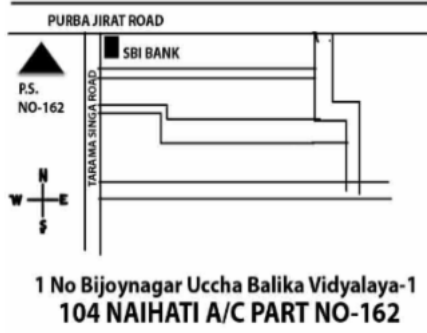 PURBA JIRAT ROAD
SBI BANK
P.S.
NO-162
TARAMA SINGA ROAD
N
W
E
S
1 No Bijoynagar Uccha Balika Vidyalaya-1
104 NAIHATI A/C PART NO-162